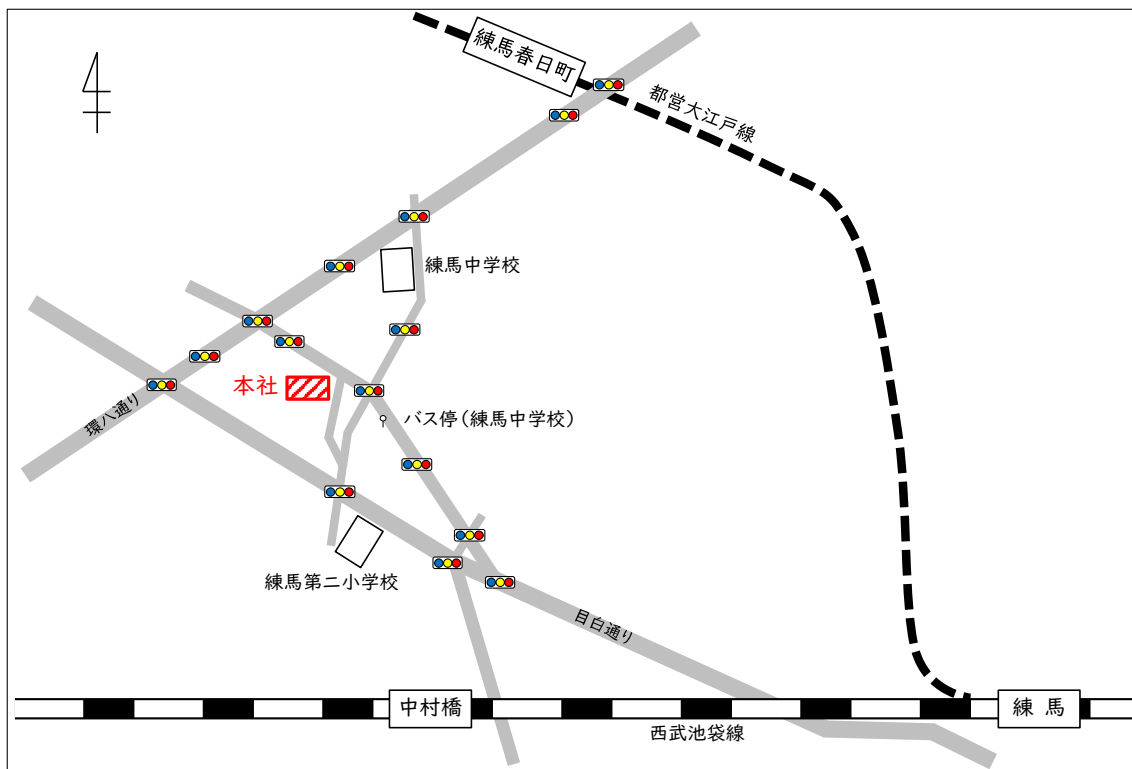 練馬春日町
都営大江戸線
練馬中学校
本社
環八通り
バス停(練馬中学校)
練馬第二小学校
目白通り
中村橋
練馬
西武池袋線